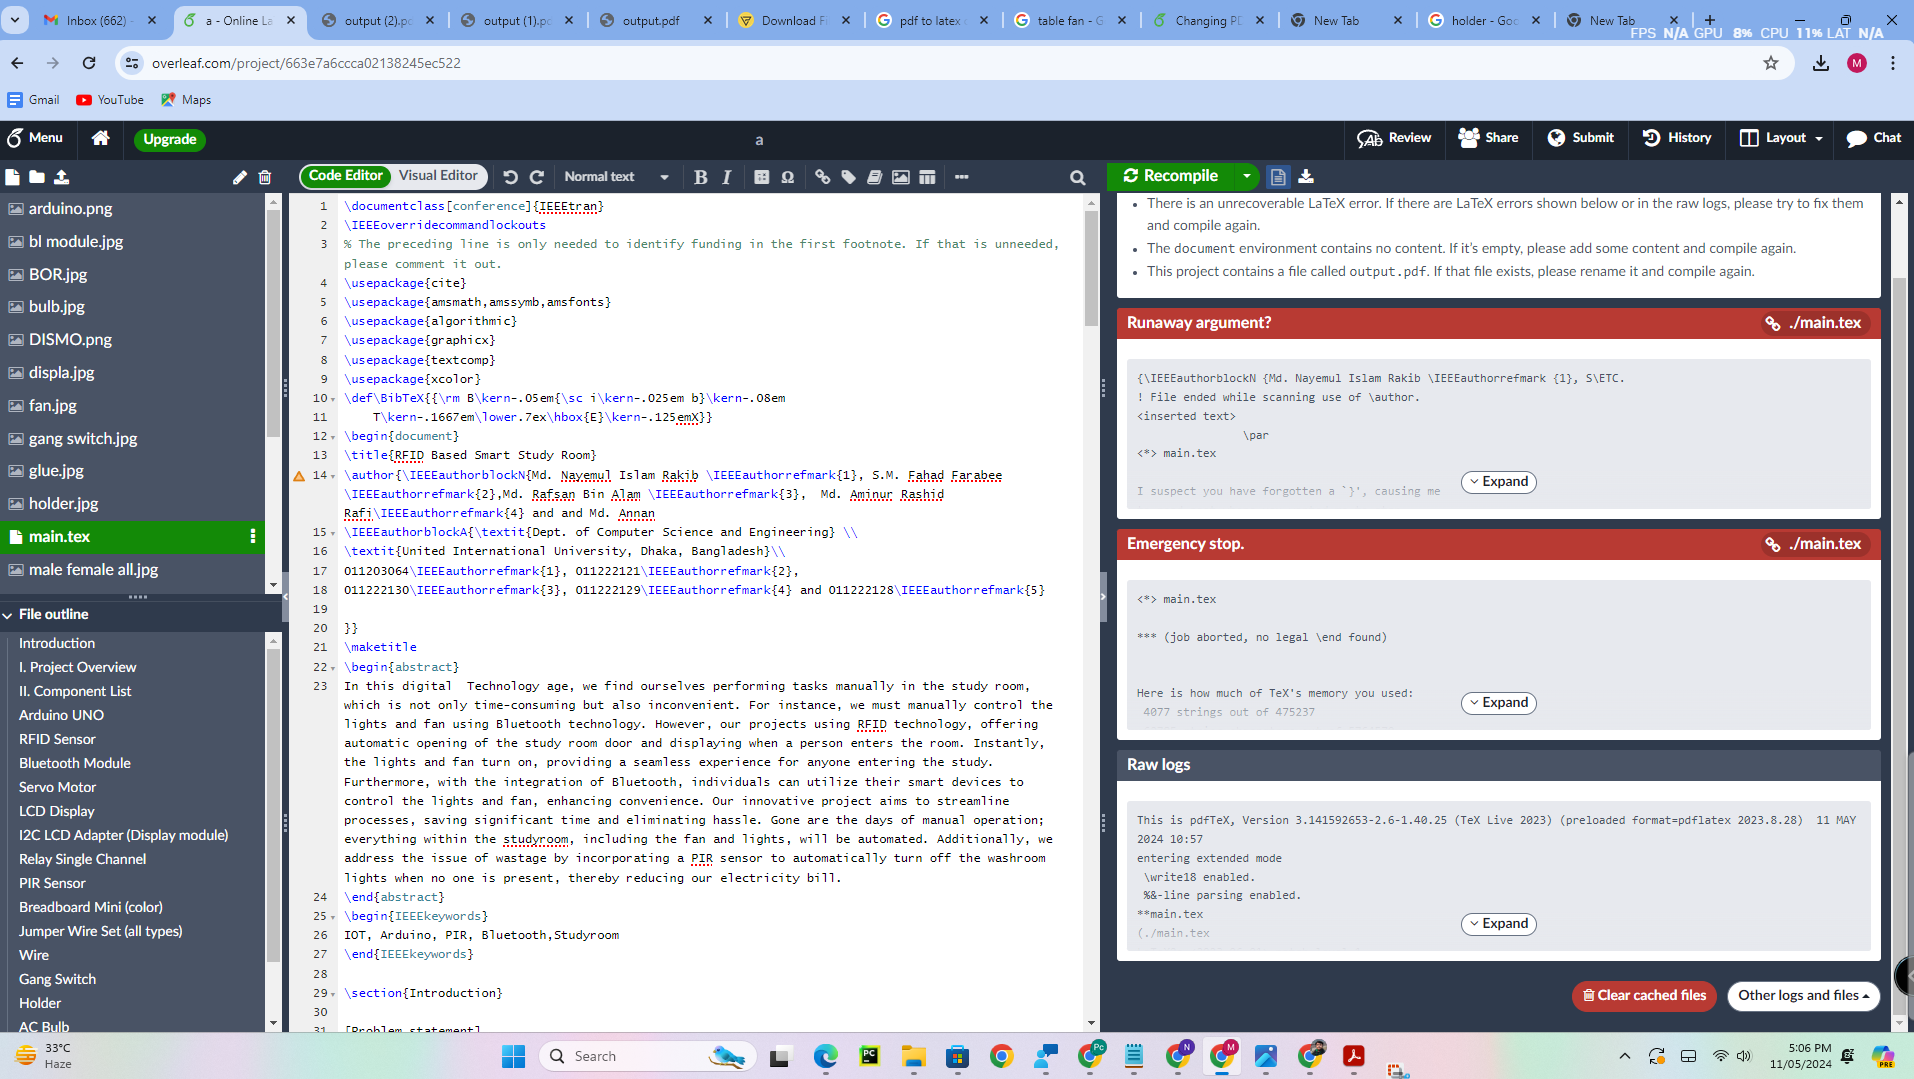 Inbox (662) -
a - Online La
output (2).pd
output (1).pd
output.pdf
Download Fi
pdf to latex c
table fan - G
Changing PD
New Tab
holder - Goo
New Tab
FPS N/A GPU 8% CPU 11% LAT N/A
overleaf.com/project/663e7a6ccca02138245ec522
M
Gmail
YouTube
Maps
Menu
Upgrade
a
Review
Share
Submit
History
Layout
Chat
Code Editor
Visual Editor
Normal text
B I
Ω
Recompile
arduino.png
bl module.jpg
BOR.jpg
bulb.jpg
DISMO.png
displa.jpg
fan.jpg
gang switch.jpg
glue.jpg
holder.jpg
main.tex
male female all.jpg
File outline
Introduction
I. Project Overview
II. Component List
Arduino UNO
RFID Sensor
Bluetooth Module
Servo Motor
LCD Display
I2C LCD Adapter (Display module)
Relay Single Channel
PIR Sensor
Breadboard Mini (color)
Jumper Wire Set (all types)
Wire
Gang Switch
Holder
AC Bulb
1 \documentclass[conference]{IEEEtran}
2 \IEEEoverridecommandlockouts
3 % The preceding line is only needed to identify funding in the first footnote. If that is unneeded,
please comment it out.
4 \usepackage{cite}
5 \usepackage{amsmath,amssymb,amsfonts}
6 \usepackage{algorithmic}
7 \usepackage{graphicx}
8 \usepackage{textcomp}
9 \usepackage{xcolor}
10 \def\BibTeX{{\rm B\kern-.05em{\sc i\kern-.025em b}\kern-.08em
11 T\kern-.1667em\lower.7ex\hbox{E}\kern-.125emX}}
12 \begin{document}
13 \title{RFID Based Smart Study Room}
14 \author{\IEEEauthorblockN{Md. Nayemul Islam Rakib \IEEEauthorrefmark{1}, S.M. Fahad Farabee
\IEEEauthorrefmark{2},Md. Rafsan Bin Alam \IEEEauthorrefmark{3},  Md. Aminur Rashid
Rafi\IEEEauthorrefmark{4} and and Md. Annan
15 \IEEEauthorblockA{\textit{Dept. of Computer Science and Engineering} \\
16 \textit{United International University, Dhaka, Bangladesh}\\
17 011203064\IEEEauthorrefmark{1}, 011222121\IEEEauthorrefmark{2},
18 011222130\IEEEauthorrefmark{3}, 011222129\IEEEauthorrefmark{4} and 011222128\IEEEauthorrefmark{5}
19
20 }}
21 \maketitle
22 \begin{abstract}
23 In this digital  Technology age, we find ourselves performing tasks manually in the study room,
which is not only time-consuming but also inconvenient. For instance, we must manually control the
lights and fan using Bluetooth technology. However, our projects using RFID technology, offering
automatic opening of the study room door and displaying when a person enters the room. Instantly,
the lights and fan turn on, providing a seamless experience for anyone entering the study.
Furthermore, with the integration of Bluetooth, individuals can utilize their smart devices to
control the lights and fan, enhancing convenience. Our innovative project aims to streamline
processes, saving significant time and eliminating hassle. Gone are the days of manual operation;
everything within the studyroom, including the fan and lights, will be automated. Additionally, we
address the issue of wastage by incorporating a PIR sensor to automatically turn off the washroom
lights when no one is present, thereby reducing our electricity bill.
24 \end{abstract}
25 \begin{IEEEkeywords}
26 IOT, Arduino, PIR, Bluetooth,Studyroom
27 \end{IEEEkeywords}
28
29 \section{Introduction}
30
31 [Problem statement]
• There is an unrecoverable LaTeX error. If there are LaTeX errors shown below or in the raw logs, please try to fix them
and compile again.
• The document environment contains no content. If it's empty, please add some content and compile again.
• This project contains a file called output.pdf. If that file exists, please rename it and compile again.
Runaway argument?
./main.tex
{\IEEEauthorblockN {Md. Nayemul Islam Rakib \IEEEauthorrefmark {1}, S\ETC.
! File ended while scanning use of \author.
<inserted text>
\par
<*> main.tex
I suspect you have forgotten a `}', causing me
Expand
Emergency stop.
./main.tex
<*> main.tex
*** (job aborted, no legal \end found)
Here is how much of TeX's memory you used:
4077 strings out of 475237
Expand
Raw logs
This is pdfTeX, Version 3.141592653-2.6-1.40.25 (TeX Live 2023) (preloaded format=pdflatex 2023.8.28)  11 MAY
2024 10:57
entering extended mode
\write18 enabled.
%&-line parsing enabled.
**main.tex
(./main.tex
Expand
Clear cached files
Other logs and files
33°C
Haze
Search
5:06 PM
11/05/2024